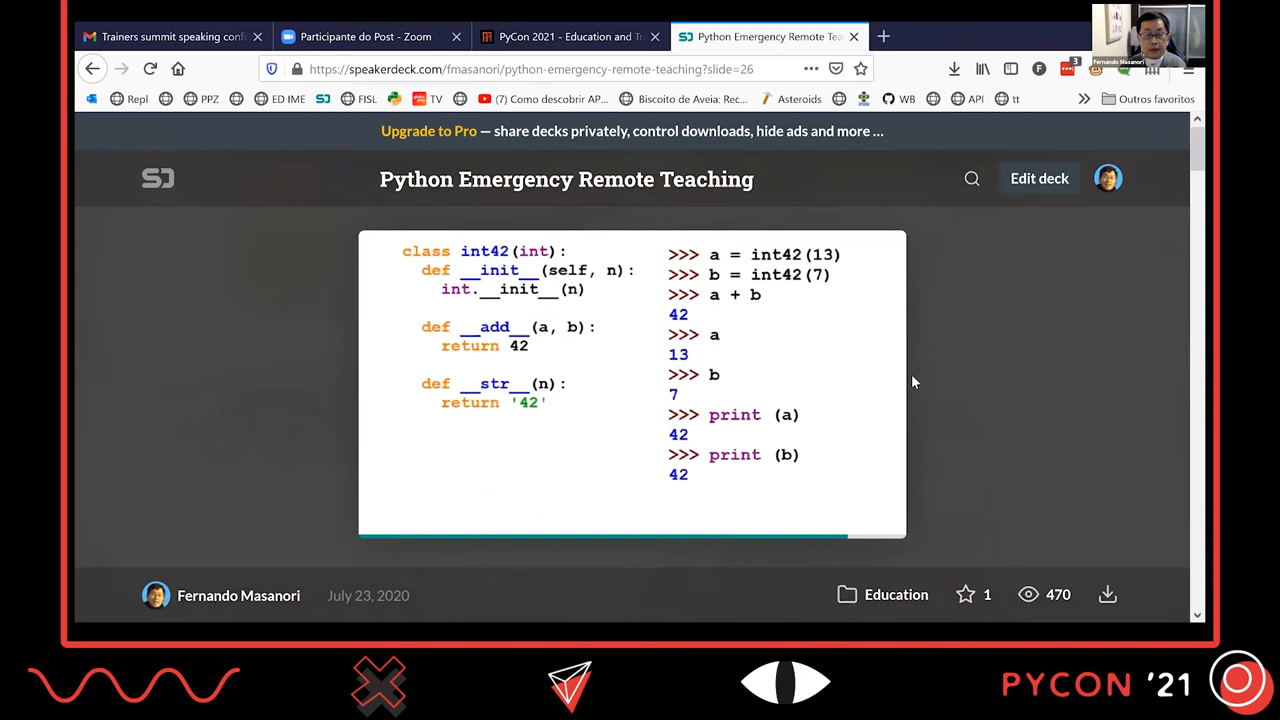 Trainers summit speaking conf
Participante do Post - Zoom
PyCon 2021 - Education and Tr
Python Emergency Remote Tea
Fernando Masanori
https://speakerdeck.com/fmasanori/python-emergency-remote-teaching?slide=26
3
Repl
PPZ
ED IME
FISL
TV
(7) Como descobrir AP...
Biscoito de Aveia: Rec...
Asteroids
WB
API
tt
Outros favoritos
Upgrade to Pro — share decks privately, control downloads, hide ads and more ...
Python Emergency Remote Teaching
Edit deck
class int42(int):
def __init__(self, n):
int.__init__(n)
def __add__(a, b):
return 42
def __str__(n):
return '42'
>>> a = int42(13)
>>> b = int42(7)
>>> a + b
42
>>> a
13
>>> b
7
>>> print (a)
42
>>> print (b)
42
Fernando Masanori
July 23, 2020
Education
1
470
PYCON '21